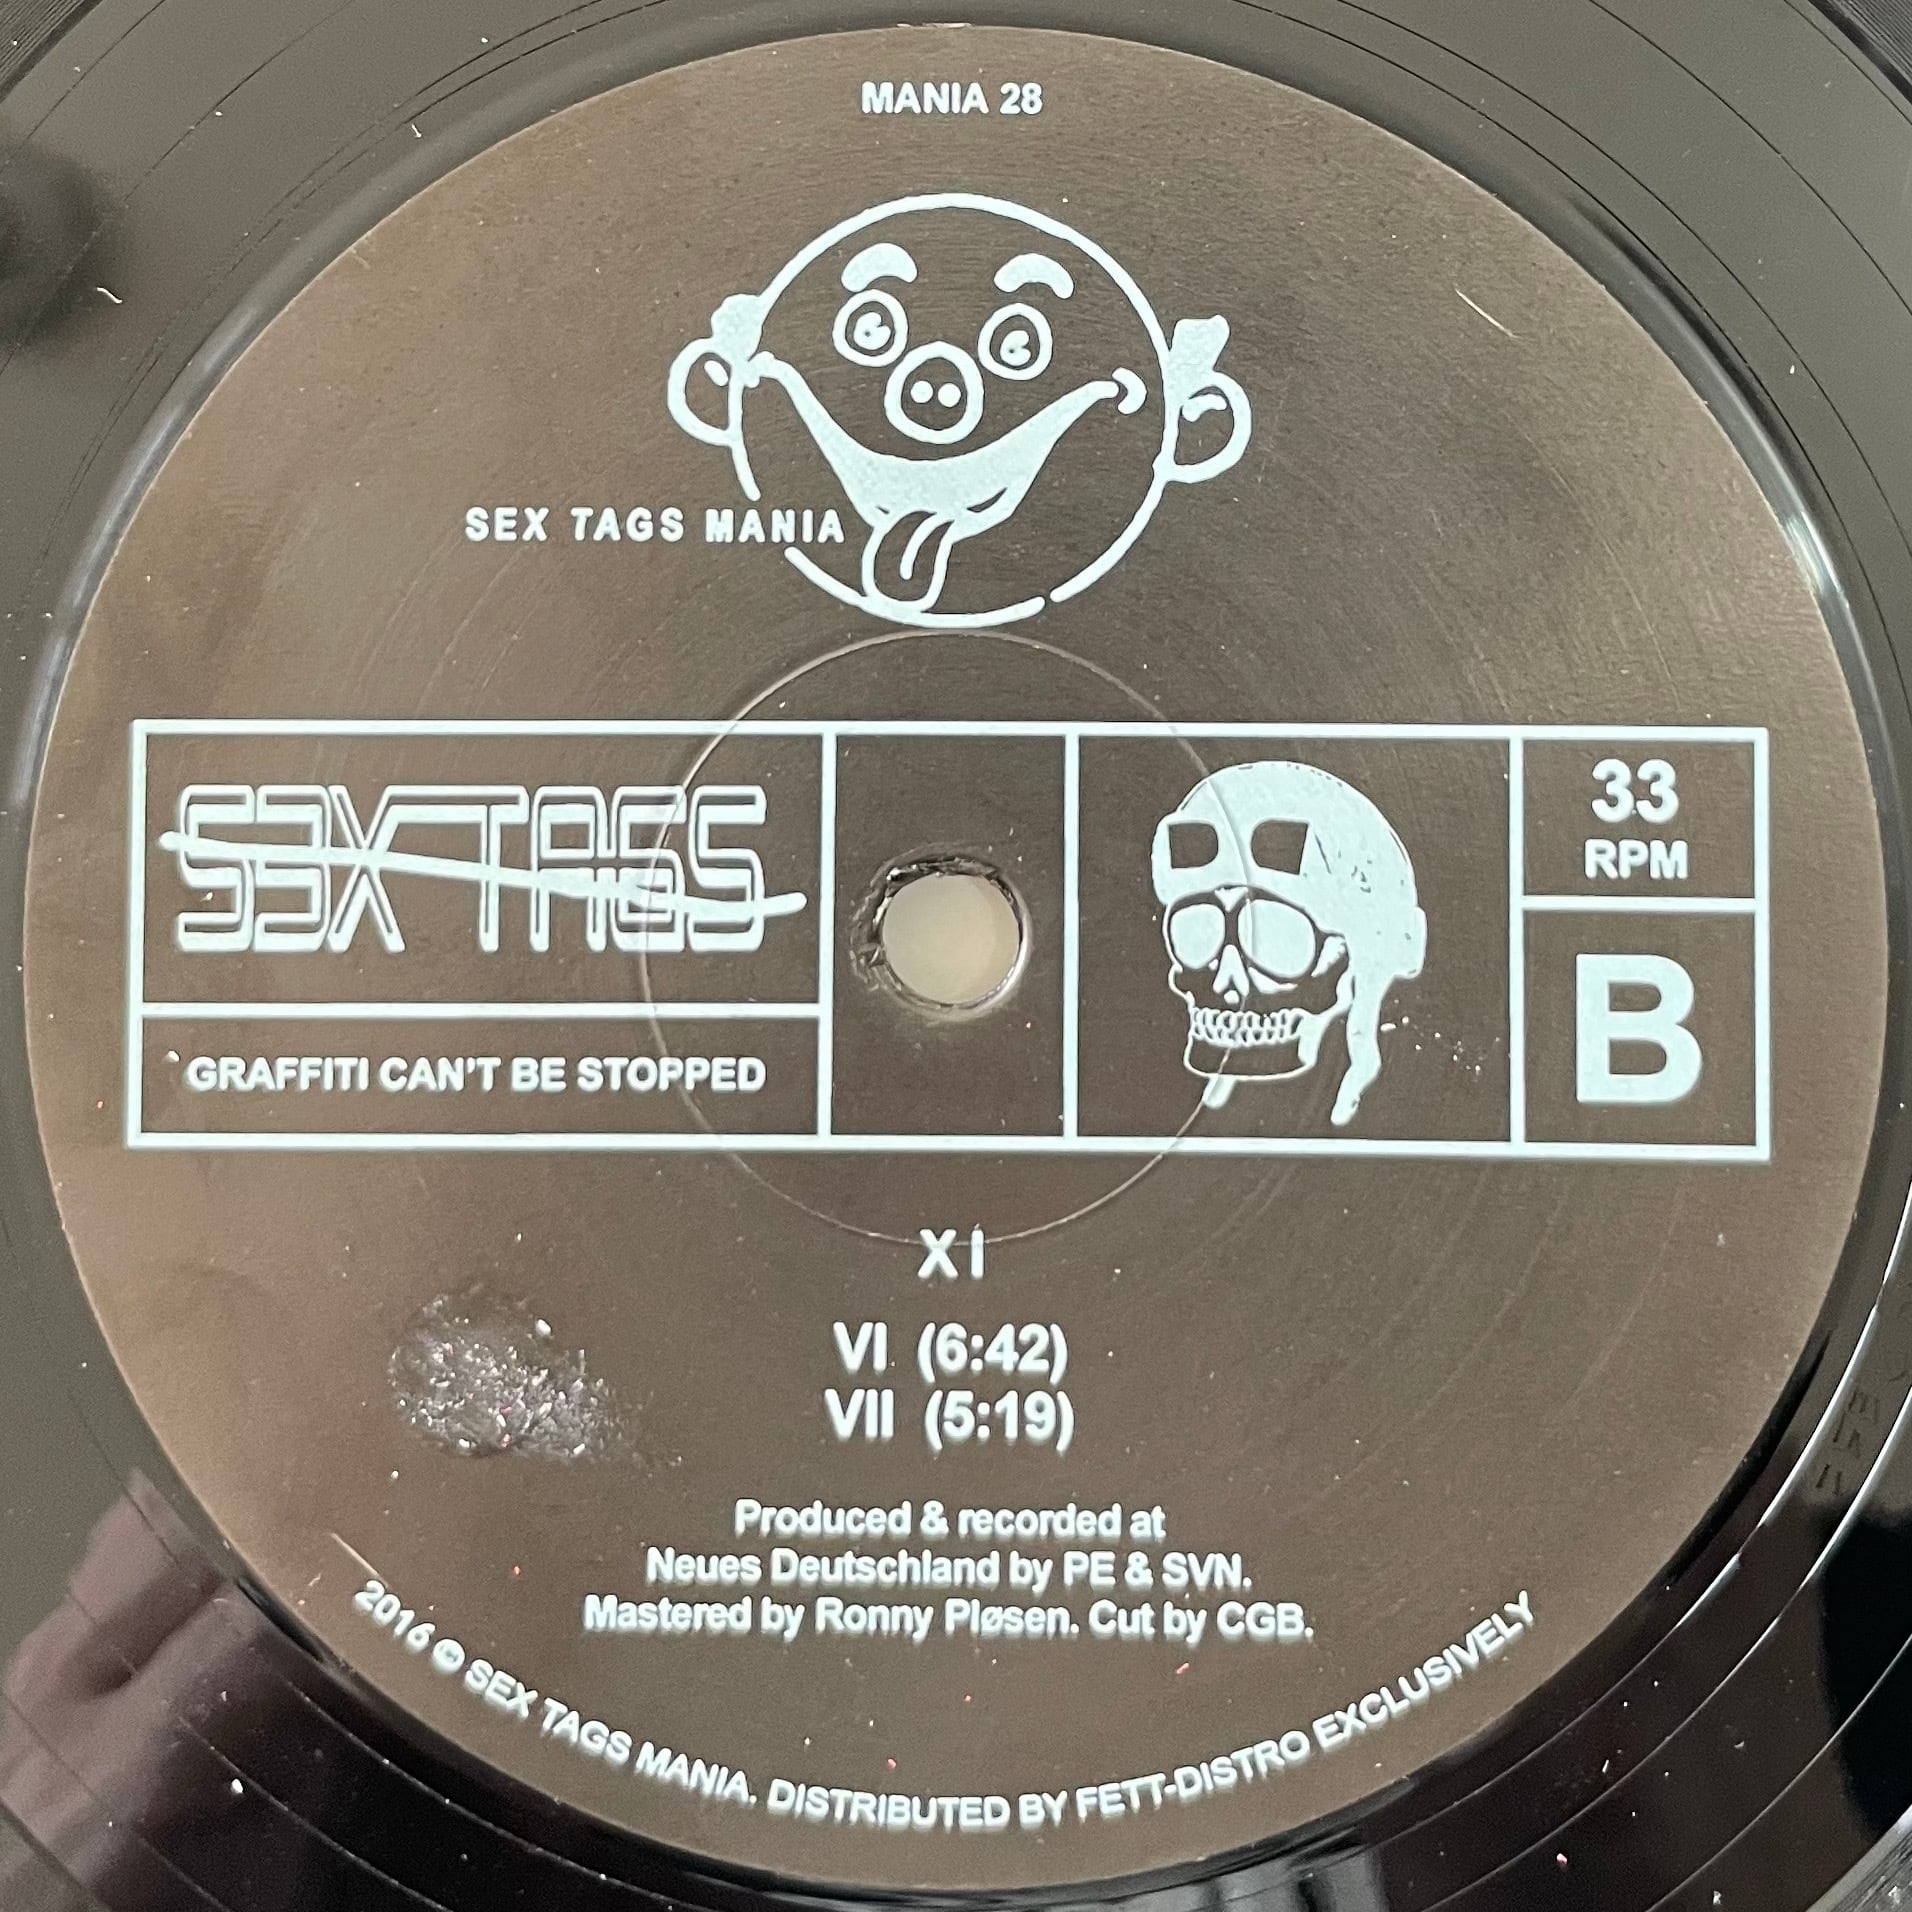 MANIA 28
SEX TAGS MANIA
S3X TAGS
33
RPM
B
GRAFFITI CAN'T BE STOPPED
XI
VI (6:42)
VII (5:19)
Produced & recorded at
Neues Deutschland by PE & SVN.
Mastered by Ronny Pløsen. Cut by CGB.
2016 © SEX TAGS MANIA. DISTRIBUTED BY FETT-DISTRO EXCLUSIVELY